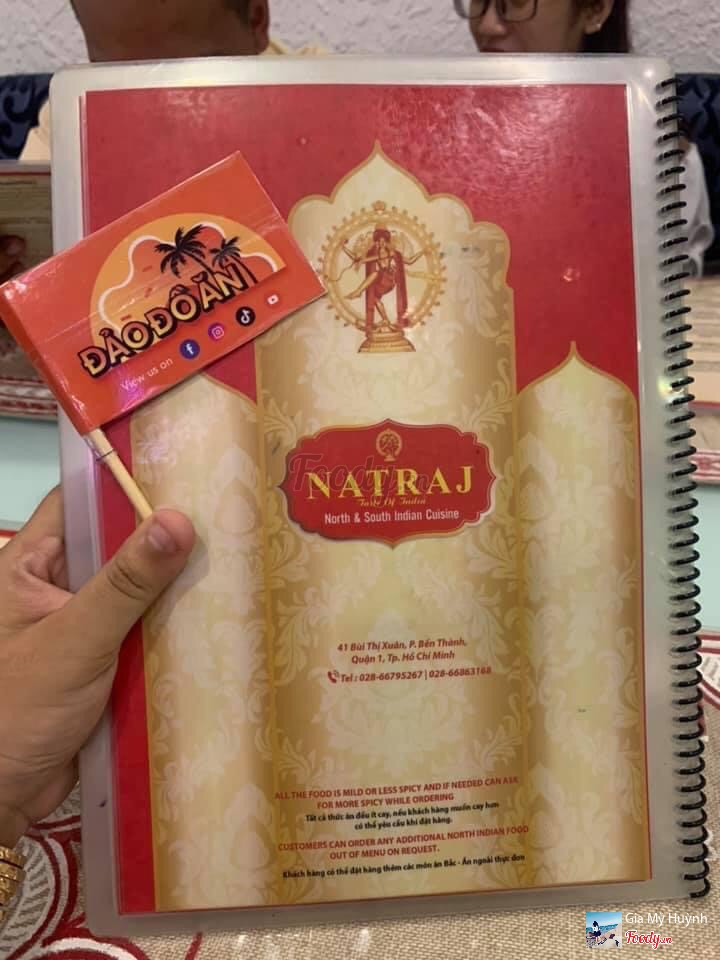 ĐẢO ĐỒ ĂN
View us on
Foody.vn
NATRAJ
Taste Of India
North & South Indian Cuisine
41 Bùi Thị Xuân, P. Bến Thành,
Quận 1, Tp. Hồ Chí Minh
Tel : 028-66795267 | 028-66863168
ALL THE FOOD IS MILD OR LESS SPICY AND IF NEEDED CAN ASK
FOR MORE SPICY WHILE ORDERING
Tất cả thức ăn đều ít cay, nếu khách hàng muốn cay hơn
có thể yêu cầu khi đặt hàng.
CUSTOMERS CAN ORDER ANY ADDITIONAL NORTH INDIAN FOOD
OUT OF MENU ON REQUEST.
Khách hàng có thể đặt hàng thêm các món ăn Bắc - Ấn ngoài thực đơn
Gia My Huỳnh
Foody.vn